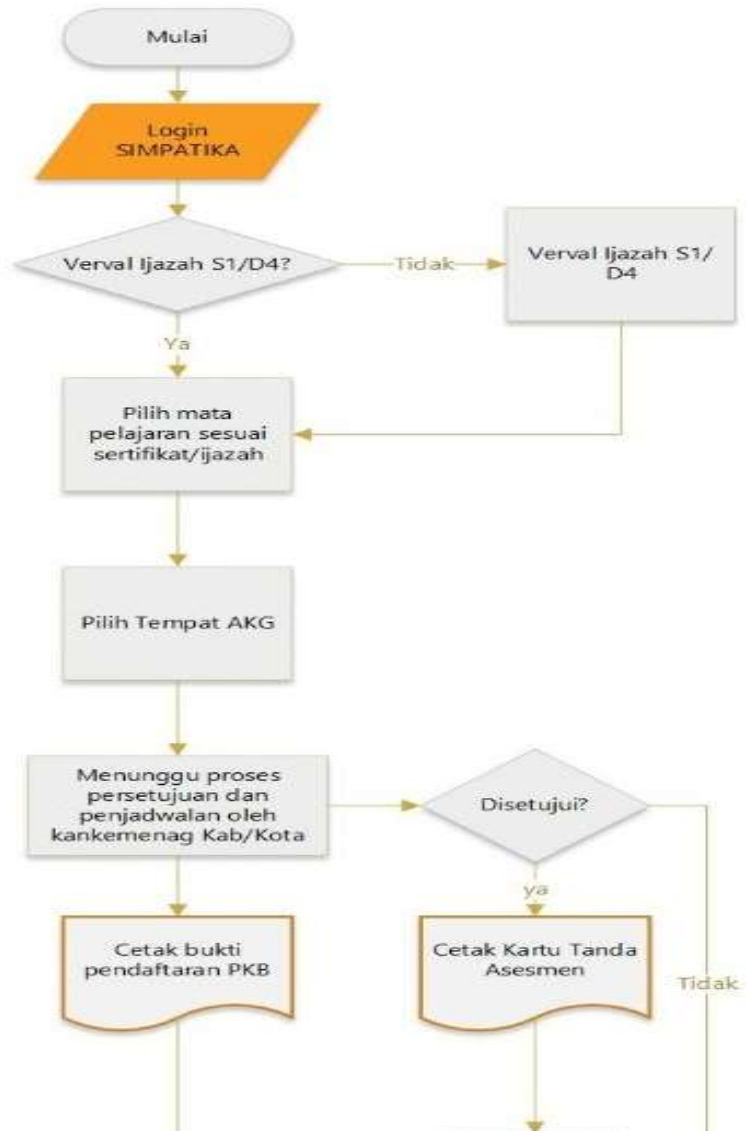 Mulai
Login
SIMPATIKA
Verval Ijazah S1/D4?
Tidak
Verval Ijazah S1/
D4
Ya
Pilih mata
pelajaran sesuai
sertifikat/ijazah
Pilih Tempat AKG
Menunggu proses
persetujuan dan
penjadwalan oleh
kankemenag Kab/Kota
Disetujui?
ya
Cetak bukti
pendaftaran PKB
Cetak Kartu Tanda
Asesmen
Tidak